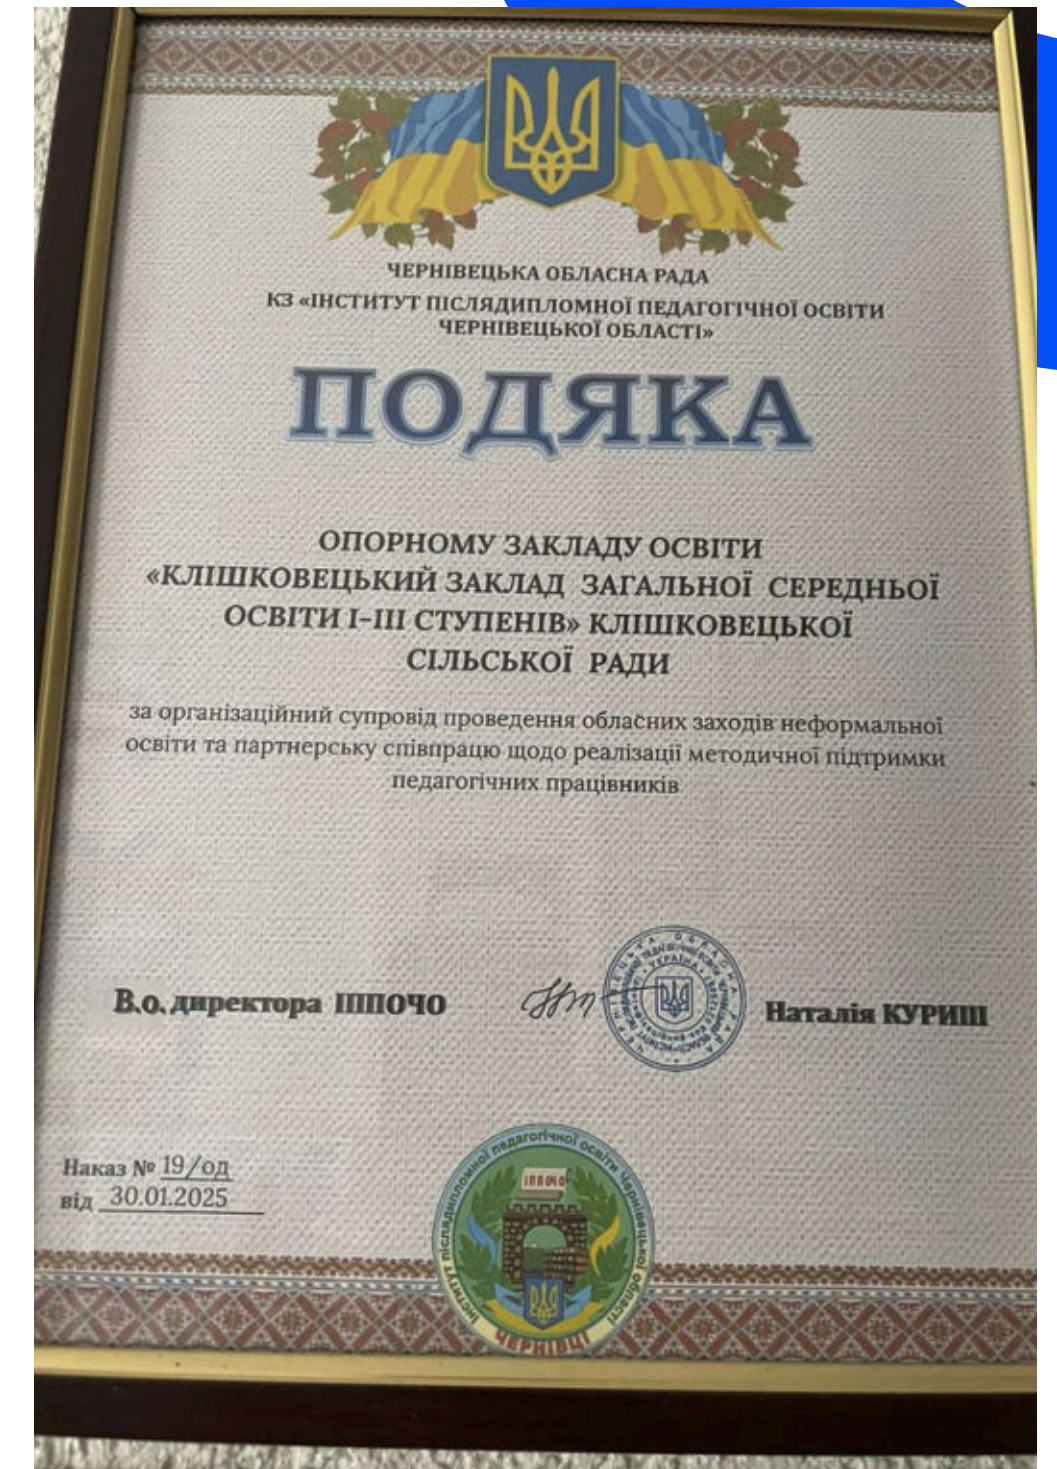 ЧЕРНІВЕЦЬКА ОБЛАСНА РАДА
КЗ «ІНСТИТУТ ПІСЛЯДИПЛОМНОЇ ПЕДАГОГІЧНОЇ ОСВІТИ
ЧЕРНІВЕЦЬКОЇ ОБЛАСТІ»
ПОДЯКА
ОПОРНОМУ ЗАКЛАДУ ОСВІТИ
«КЛІШКОВЕЦЬКИЙ ЗАКЛАД ЗАГАЛЬНОЇ СЕРЕДНЬОЇ
ОСВІТИ І-ІІІ СТУПЕНІВ» КЛІШКОВЕЦЬКОЇ
СІЛЬСЬКОЇ РАДИ
за організаційний супровід проведення обласних заходів неформальної
освіти та партнерську співпрацю щодо реалізації методичної підтримки
педагогічних працівників
В.о. директора ІППОЧО
УКРАЇНА
Наталія КУРИШ
Наказ № 19/од
від 30.01.2025
Інститут післядипломної педагогічної освіти Чернівецької області
ІППОЧО
ЧЕРНІВЦІ